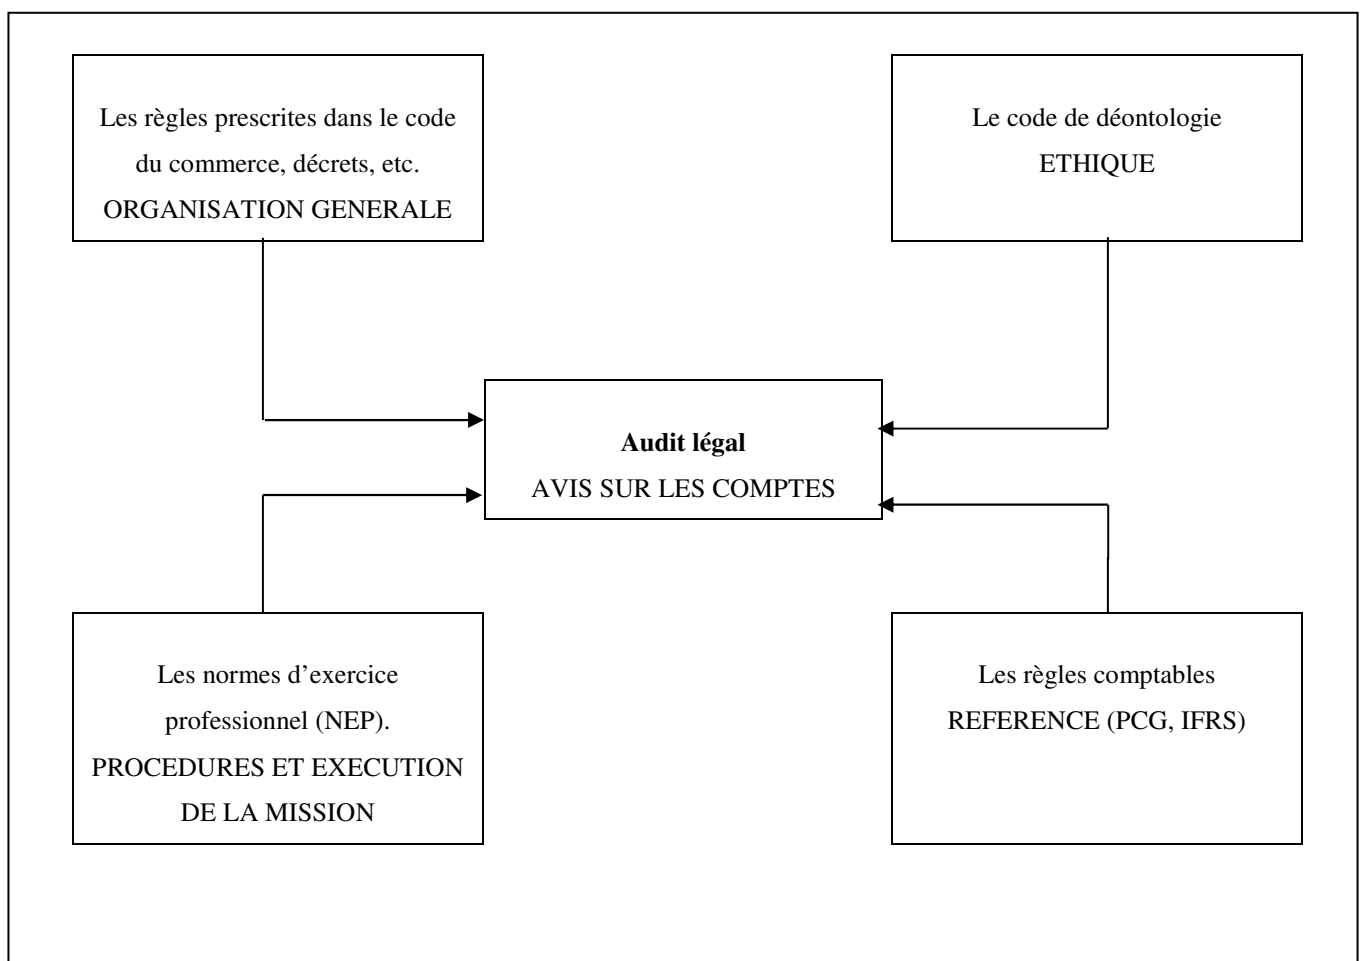 Les règles prescrites dans le code
du commerce, décrets, etc.
ORGANISATION GENERALE
Le code de déontologie
ETHIQUE
Audit légal
AVIS SUR LES COMPTES
Les normes d’exercice
professionnel (NEP).
PROCEDURES ET EXECUTION
DE LA MISSION
Les règles comptables
REFERENCE (PCG, IFRS)